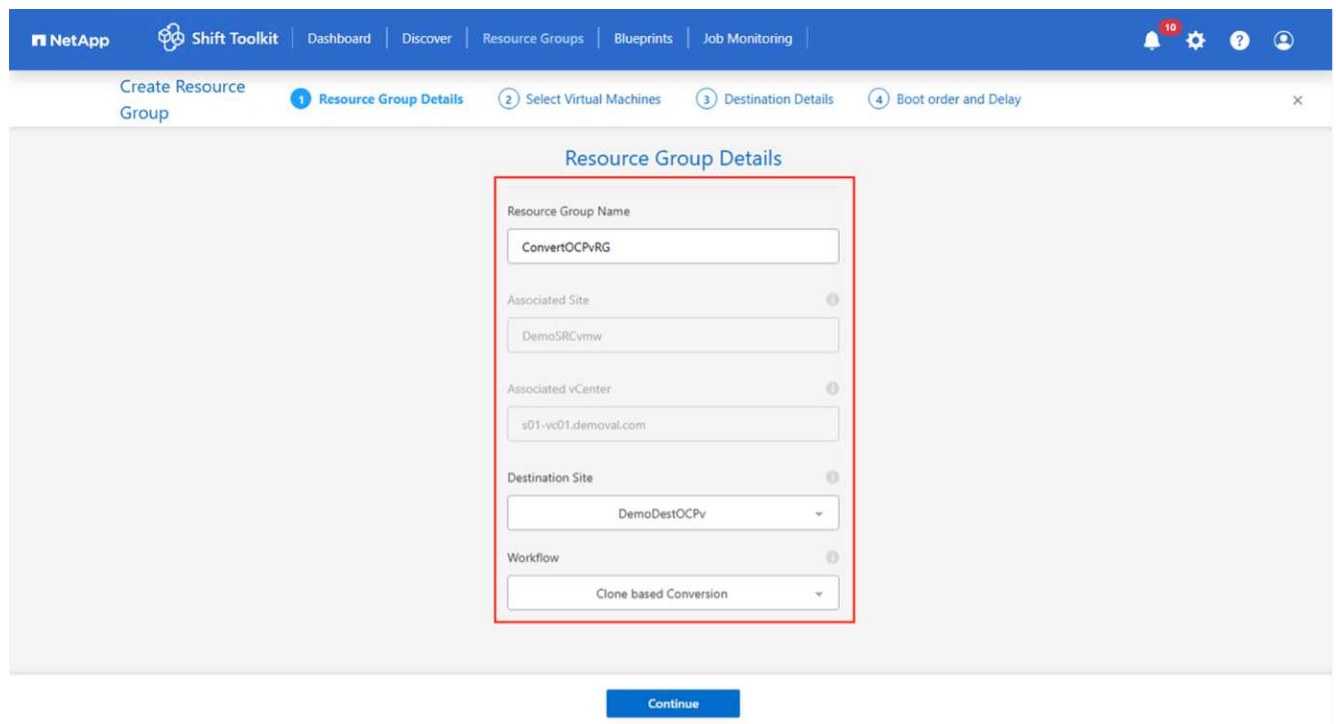 NetApp Shift Toolkit Dashboard Discover Resource Groups Blueprints Job Monitoring 10 ?
Create Resource
Group
1 Resource Group Details 2 Select Virtual Machines 3 Destination Details 4 Boot order and Delay ×
Resource Group Details
Resource Group Name
ConvertOCPvRG
Associated Site
DemoSRCvmw
Associated vCenter
s01-vc01.demoval.com
Destination Site
DemoDestOCPv
Workflow
Clone based Conversion
Continue